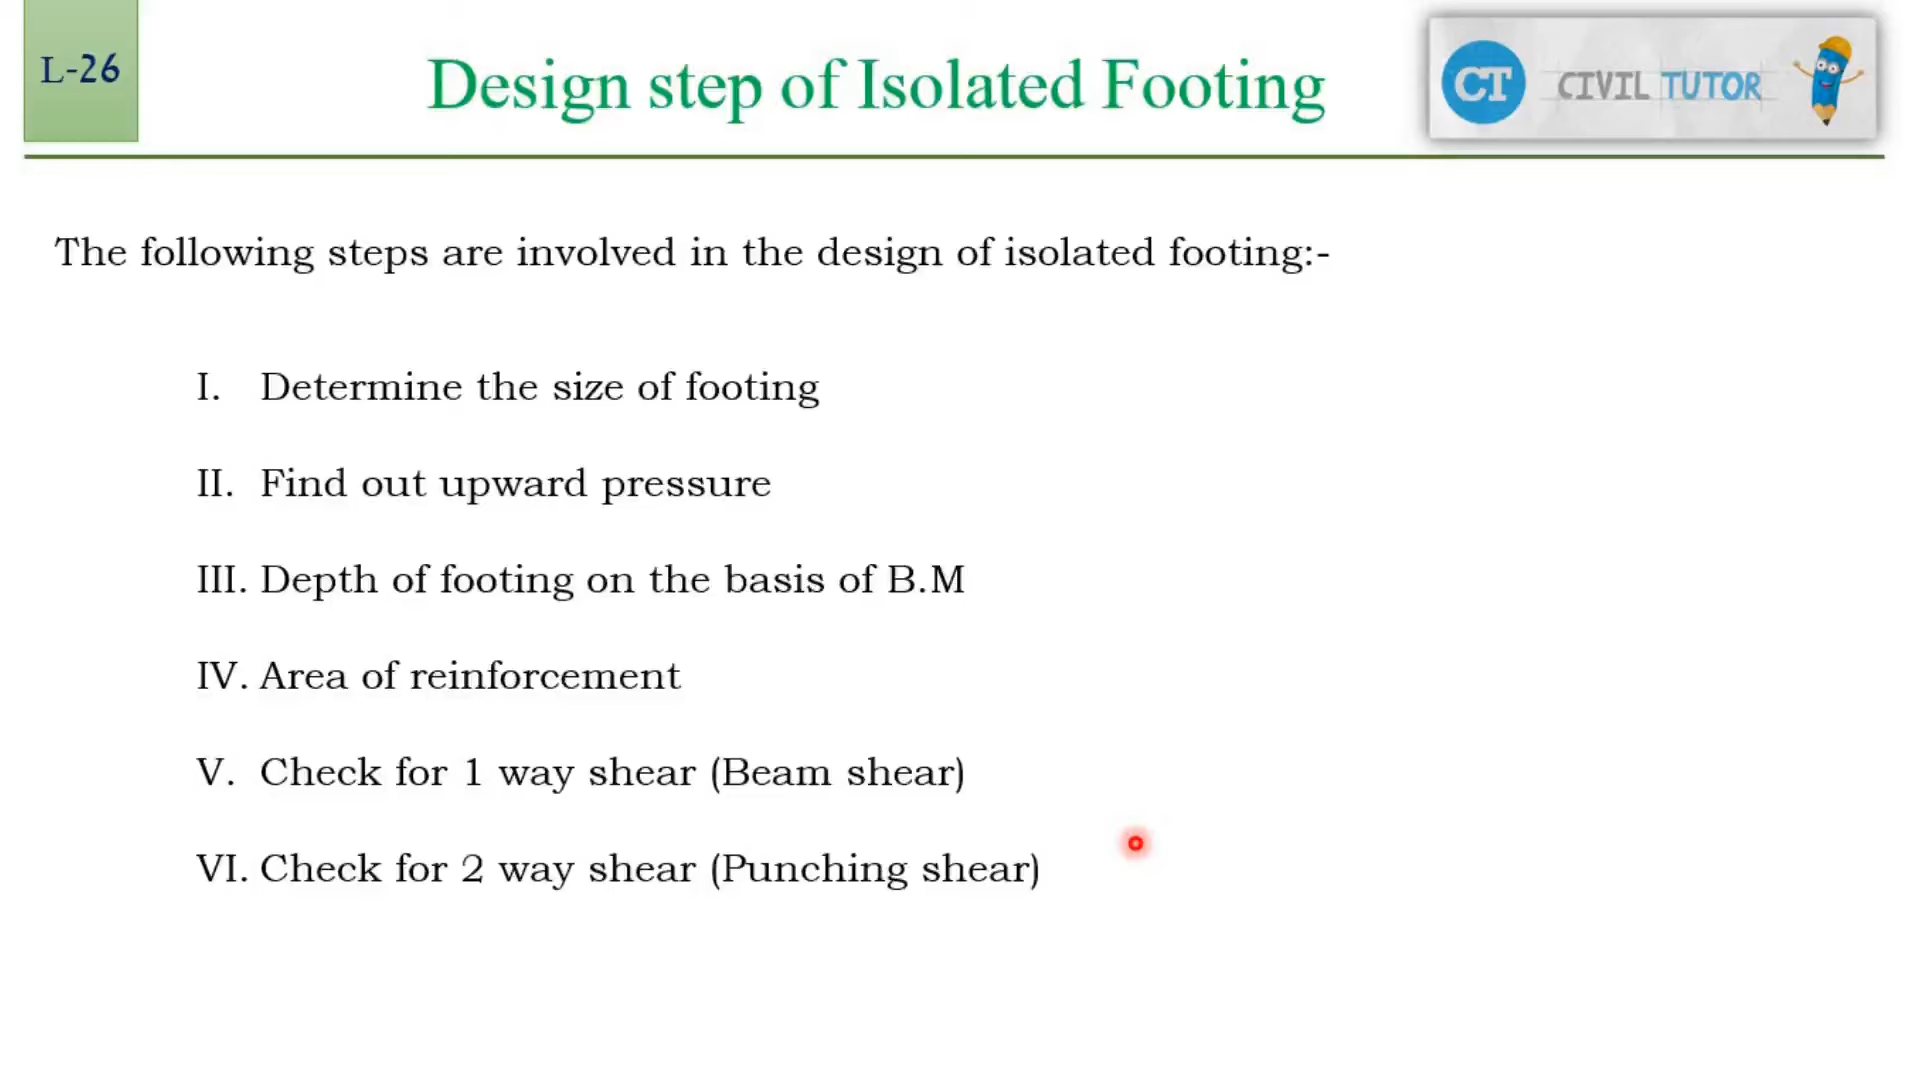 L-26
Design step of Isolated Footing
CT CIVIL TUTOR
The following steps are involved in the design of isolated footing:-
I. Determine the size of footing
II. Find out upward pressure
III. Depth of footing on the basis of B.M
IV. Area of reinforcement
V. Check for 1 way shear (Beam shear)
VI. Check for 2 way shear (Punching shear)